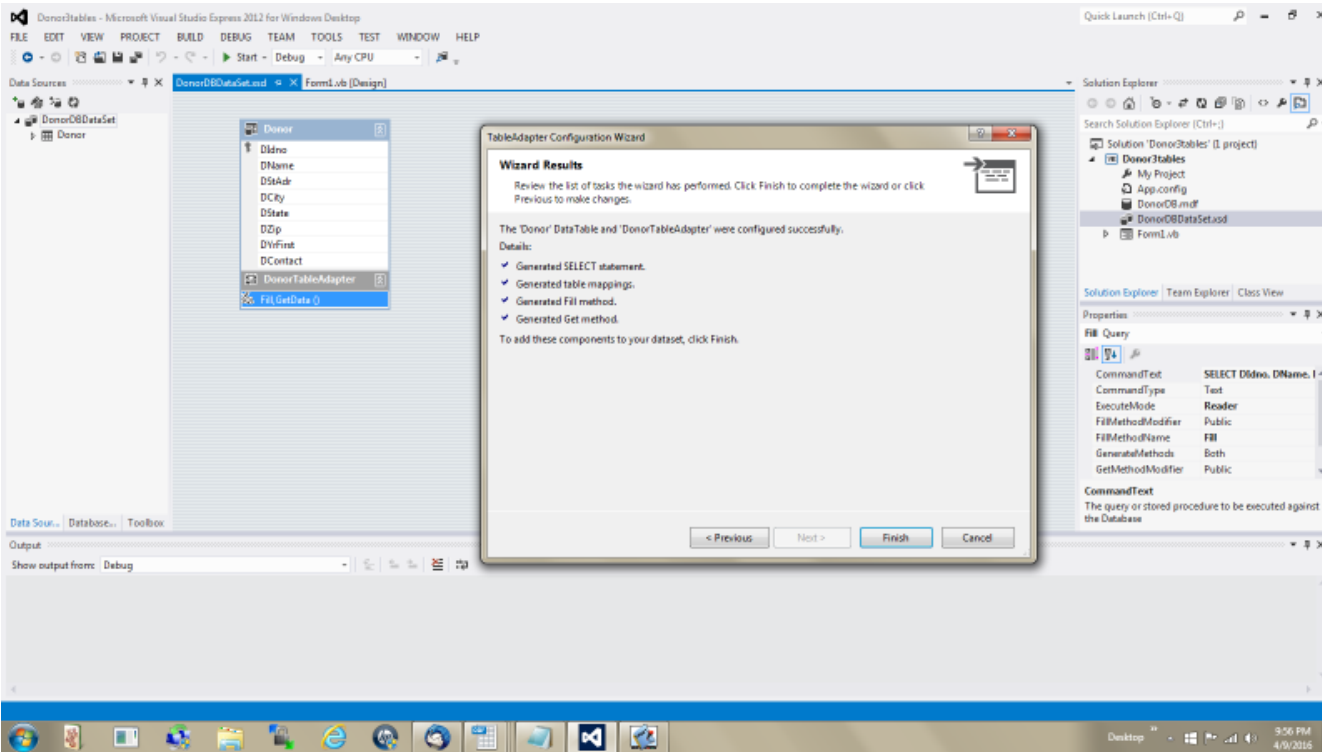 Donor3tables - Microsoft Visual Studio Express 2012 for Windows Desktop
Quick Launch (Ctrl+Q)
FILE EDIT VIEW PROJECT BUILD DEBUG TEAM TOOLS TEST WINDOW HELP
Start - Debug - Any CPU
Data Sources
DonorDBDataSet.xsd
Form1.vb [Design]
DonorDBDataSet
Donor
Donor
DIdno
DName
DStAdr
DCity
DState
DZip
DYrFirst
DContact
DonorTableAdapter
Fill,GetData ()
TableAdapter Configuration Wizard
Wizard Results
Review the list of tasks the wizard has performed. Click Finish to complete the wizard or click
Previous to make changes.
The 'Donor' DataTable and 'DonorTableAdapter' were configured successfully.
Details:
Generated SELECT statement.
Generated table mappings.
Generated Fill method.
Generated Get method.
To add these components to your dataset, click Finish.
< Previous Next > Finish Cancel
Solution Explorer
Search Solution Explorer (Ctrl+;)
Solution 'Donor3tables' (1 project)
Donor3tables
My Project
App.config
DonorDB.mdf
DonorDBDataSet.xsd
Form1.vb
Solution Explorer Team Explorer Class View
Properties
Fill Query
CommandText SELECT DIdno, DName, 
CommandType Text
ExecuteMode Reader
FillMethodModifier Public
FillMethodName Fill
GenerateMethods Both
GetMethodModifier Public
CommandText
The query or stored procedure to be executed against
the Database
Data Sour... Database... Toolbox
Output
Show output from: Debug
Desktop
9:56 PM
4/9/2016